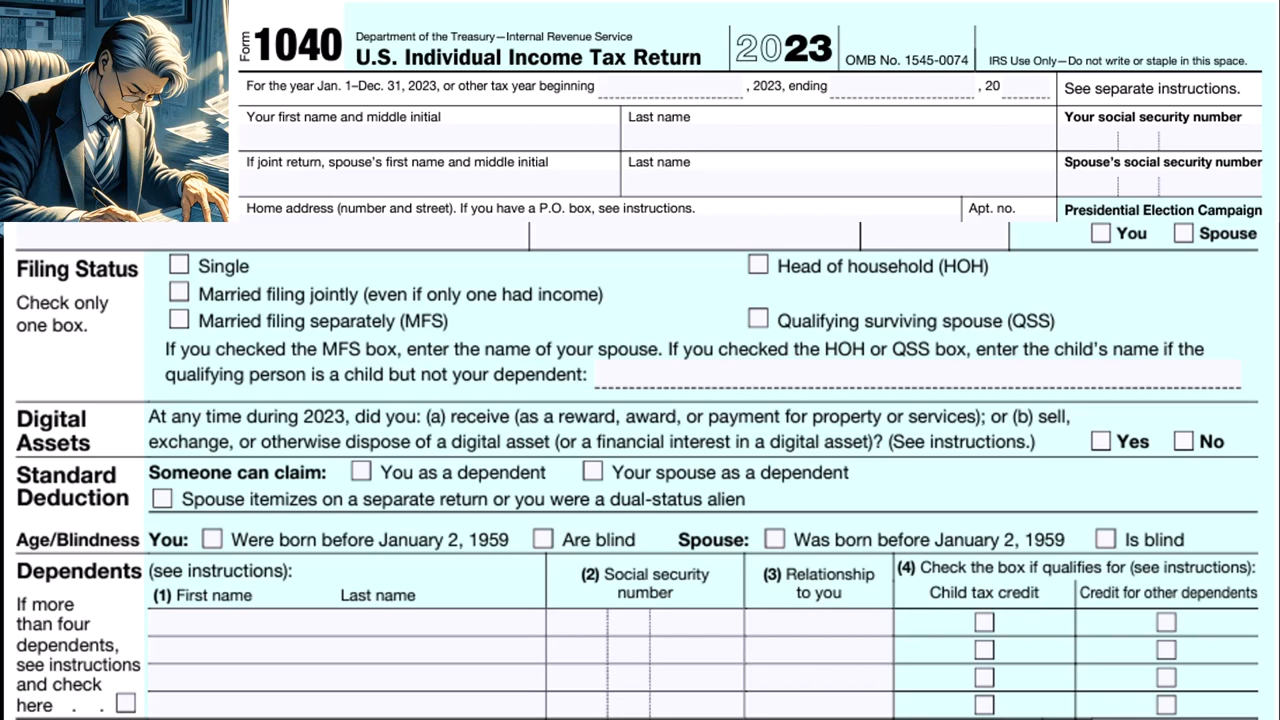 Form 1040 Department of the Treasury—Internal Revenue Service
U.S. Individual Income Tax Return 2023 OMB No. 1545-0074 IRS Use Only—Do not write or staple in this space.
For the year Jan. 1–Dec. 31, 2023, or other tax year beginning , 2023, ending , 20 See separate instructions.
Your first name and middle initial Last name Your social security number
If joint return, spouse's first name and middle initial Last name Spouse's social security number
Home address (number and street). If you have a P.O. box, see instructions. Apt. no. Presidential Election Campaign
You Spouse
Filing Status Single Head of household (HOH)
Check only Married filing jointly (even if only one had income)
one box. Married filing separately (MFS) Qualifying surviving spouse (QSS)
If you checked the MFS box, enter the name of your spouse. If you checked the HOH or QSS box, enter the child's name if the
qualifying person is a child but not your dependent:
Digital At any time during 2023, did you: (a) receive (as a reward, award, or payment for property or services); or (b) sell,
Assets exchange, or otherwise dispose of a digital asset (or a financial interest in a digital asset)? (See instructions.) Yes No
Standard Someone can claim: You as a dependent Your spouse as a dependent
Deduction Spouse itemizes on a separate return or you were a dual-status alien
Age/Blindness You: Were born before January 2, 1959 Are blind Spouse: Was born before January 2, 1959 Is blind
Dependents (see instructions): (2) Social security number (3) Relationship to you (4) Check the box if qualifies for (see instructions):
(1) First name Last name Child tax credit Credit for other dependents
If more
than four
dependents,
see instructions
and check
here . .